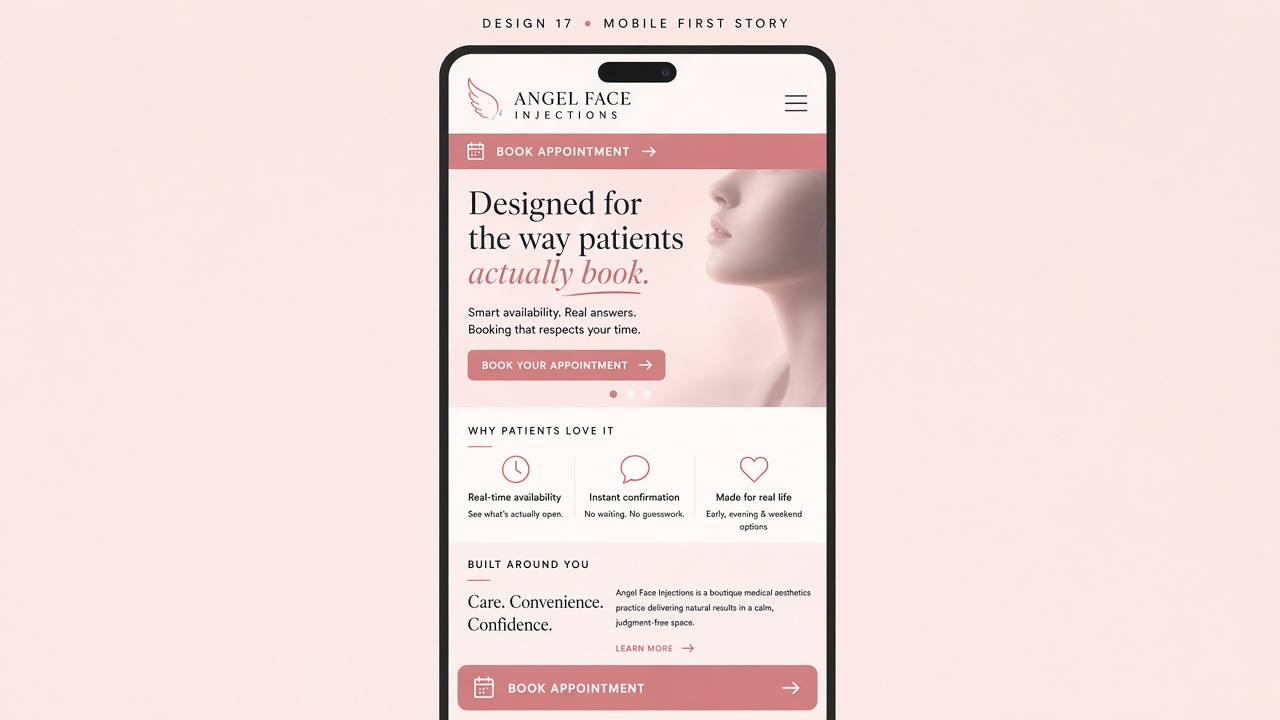 DESIGN 17 • MOBILE FIRST STORY
ANGEL FACE
INJECTIONS
BOOK APPOINTMENT →
Designed for
the way patients
actually book.
Smart availability. Real answers.
Booking that respects your time.
BOOK YOUR APPOINTMENT →
WHY PATIENTS LOVE IT
Real-time availability
See what's actually open.
Instant confirmation
No waiting. No guesswork.
Made for real life
Early, evening & weekend
options
BUILT AROUND YOU
Care. Convenience.
Confidence.
Angel Face Injections is a boutique medical aesthetics
practice delivering natural results in a calm,
judgment-free space.
LEARN MORE →
BOOK APPOINTMENT →